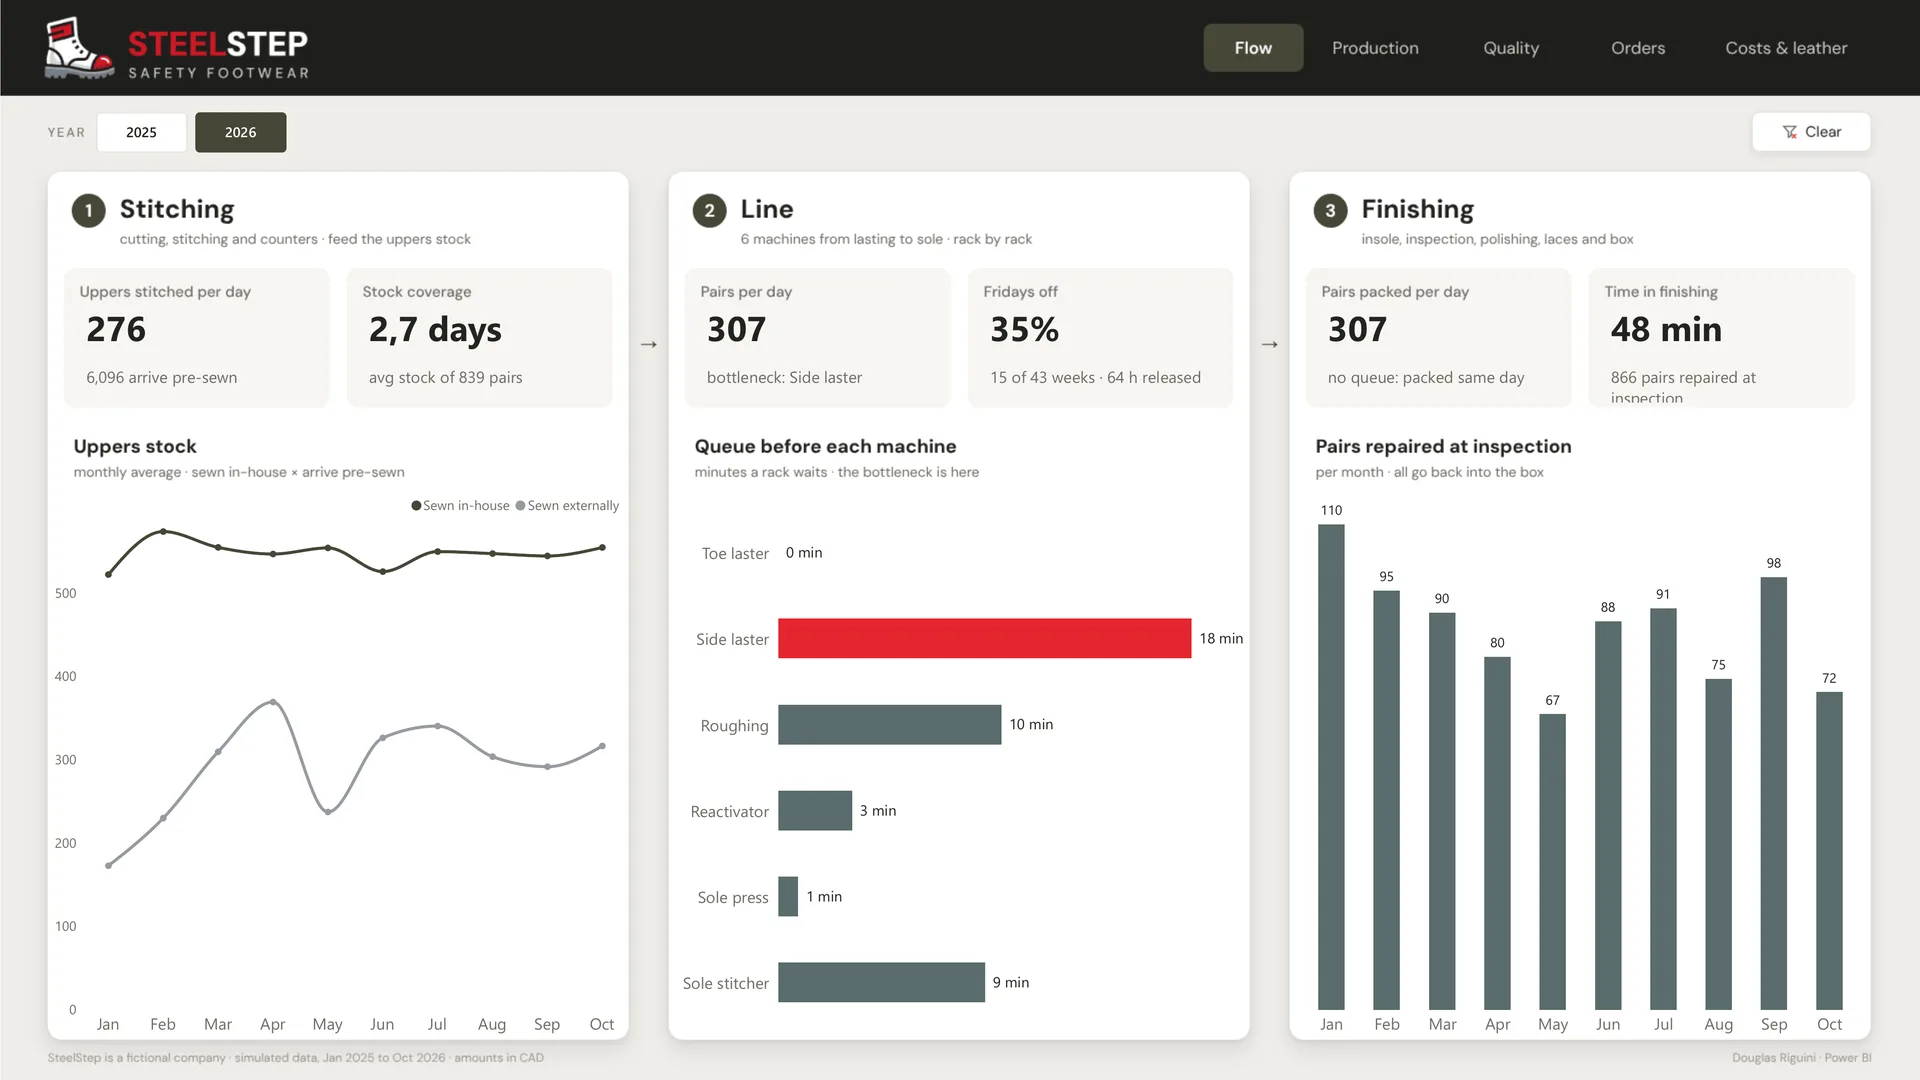 STEELSTEP
SAFETY FOOTWEAR
Flow
Production
Quality
Orders
Costs & leather
YEAR
2025
2026
Clear
1
Stitching
cutting, stitching and counters · feed the uppers stock
Uppers stitched per day
276
6,096 arrive pre-sewn
Stock coverage
2,7 days
avg stock of 839 pairs
Uppers stock
monthly average · sewn in-house × arrive pre-sewn
Sewn in-house
Sewn externally
500
400
300
200
100
0
Jan Feb Mar Apr May Jun Jul Aug Sep Oct
→
2
Line
6 machines from lasting to sole · rack by rack
Pairs per day
307
bottleneck: Side laster
Fridays off
35%
15 of 43 weeks · 64 h released
Queue before each machine
minutes a rack waits · the bottleneck is here
Toe laster 0 min
Side laster 18 min
Roughing 10 min
Reactivator 3 min
Sole press 1 min
Sole stitcher 9 min
→
3
Finishing
insole, inspection, polishing, laces and box
Pairs packed per day
307
no queue: packed same day
Time in finishing
48 min
866 pairs repaired at
inspection
Pairs repaired at inspection
per month · all go back into the box
110 95 90 80 67 88 91 75 98 72
Jan Feb Mar Apr May Jun Jul Aug Sep Oct
SteelStep is a fictional company · simulated data, Jan 2025 to Oct 2026 · amounts in CAD
Douglas Riguini · Power BI